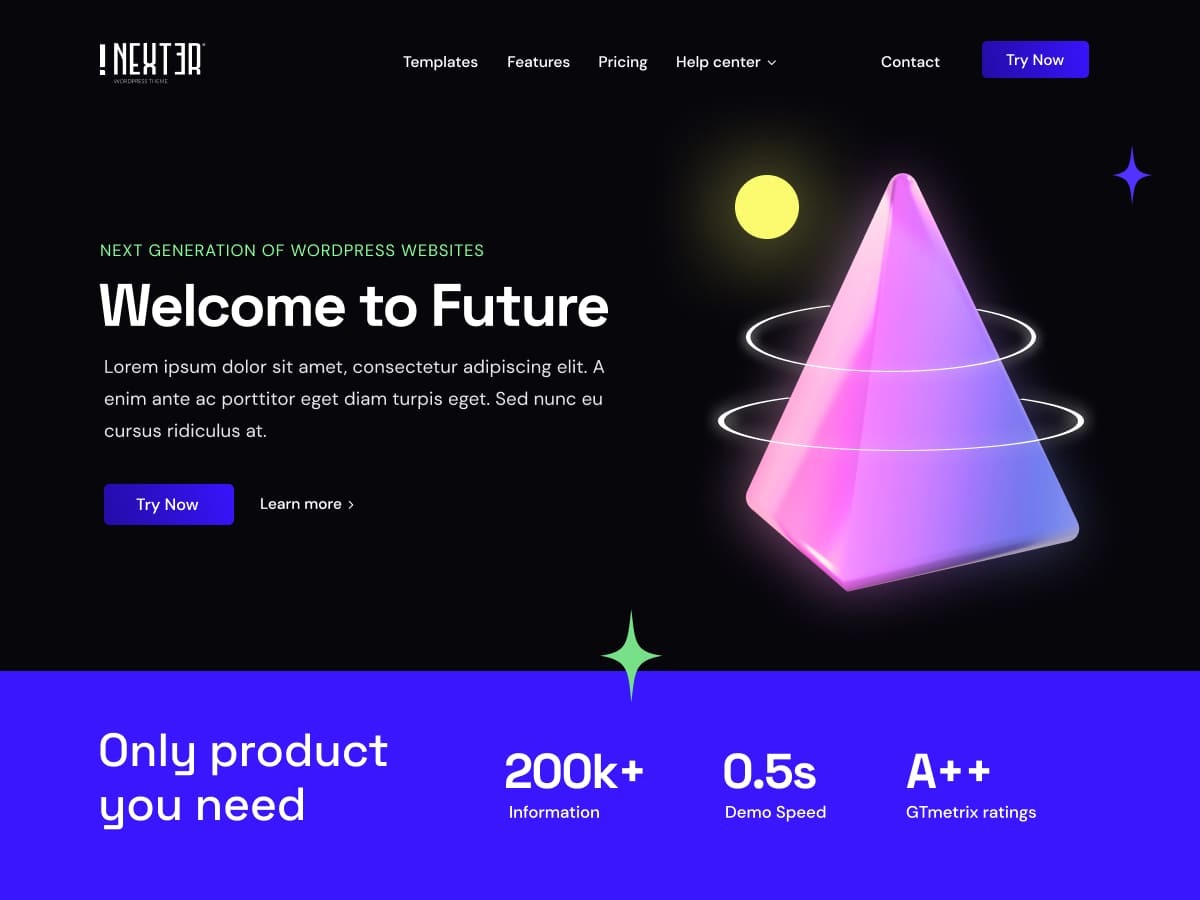 NEXTER
WORDPRESS THEME
Templates
Features
Pricing
Help center
Contact
Try Now
NEXT GENERATION OF WORDPRESS WEBSITES
Welcome to Future
Lorem ipsum dolor sit amet, consectetur adipiscing elit. A
enim ante ac porttitor eget diam turpis eget. Sed nunc eu
cursus ridiculus at.
Try Now
Learn more ›
Only product
you need
200k+
Information
0.5s
Demo Speed
A++
GTmetrix ratings